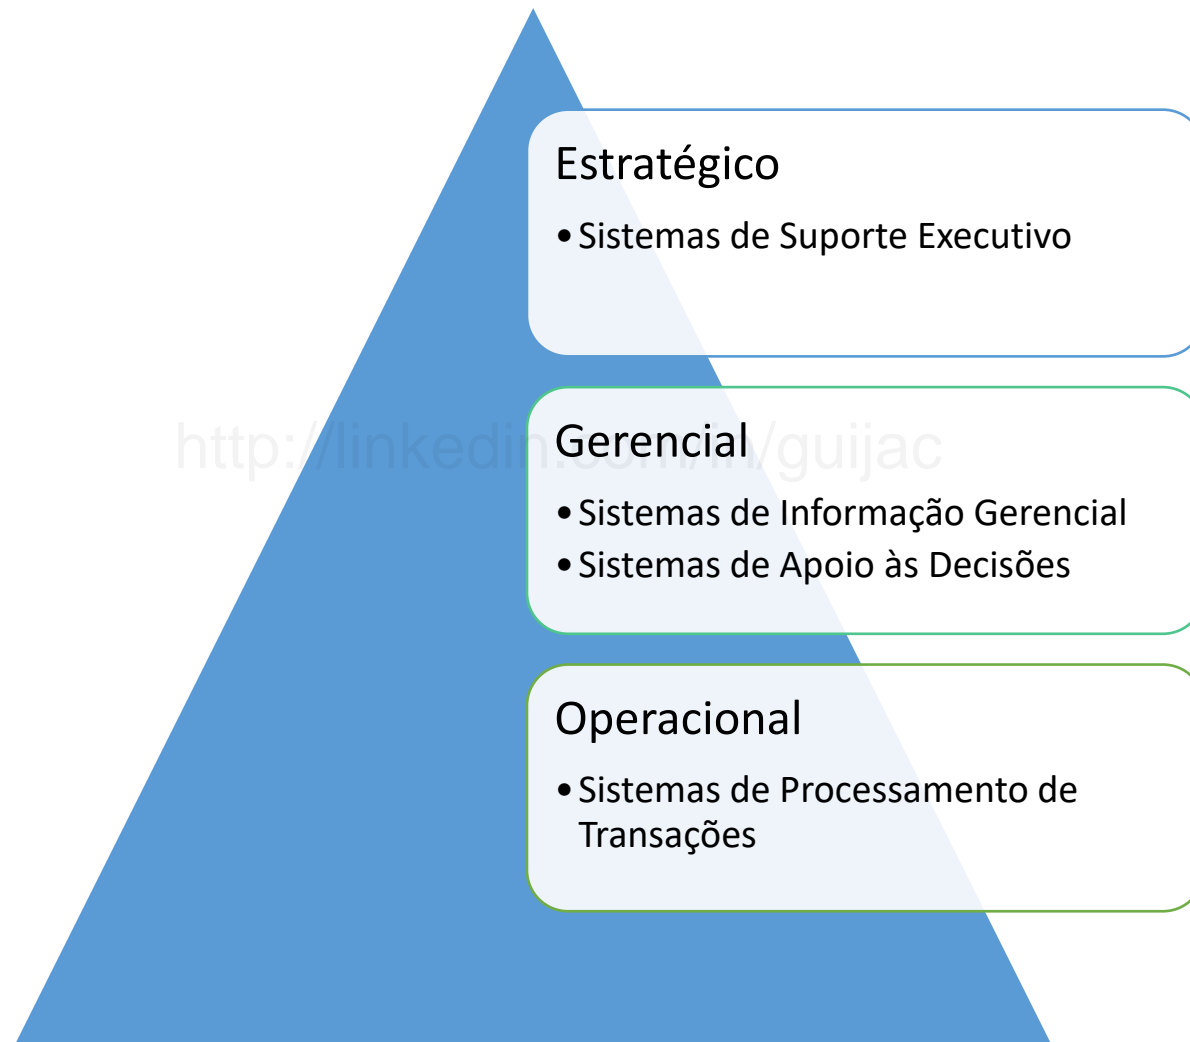 Estratégico
•Sistemas de Suporte Executivo
http://linkedin.com/in/guijac
Gerencial
•Sistemas de Informação Gerencial
•Sistemas de Apoio às Decisões
Operacional
•Sistemas de Processamento de
Transações